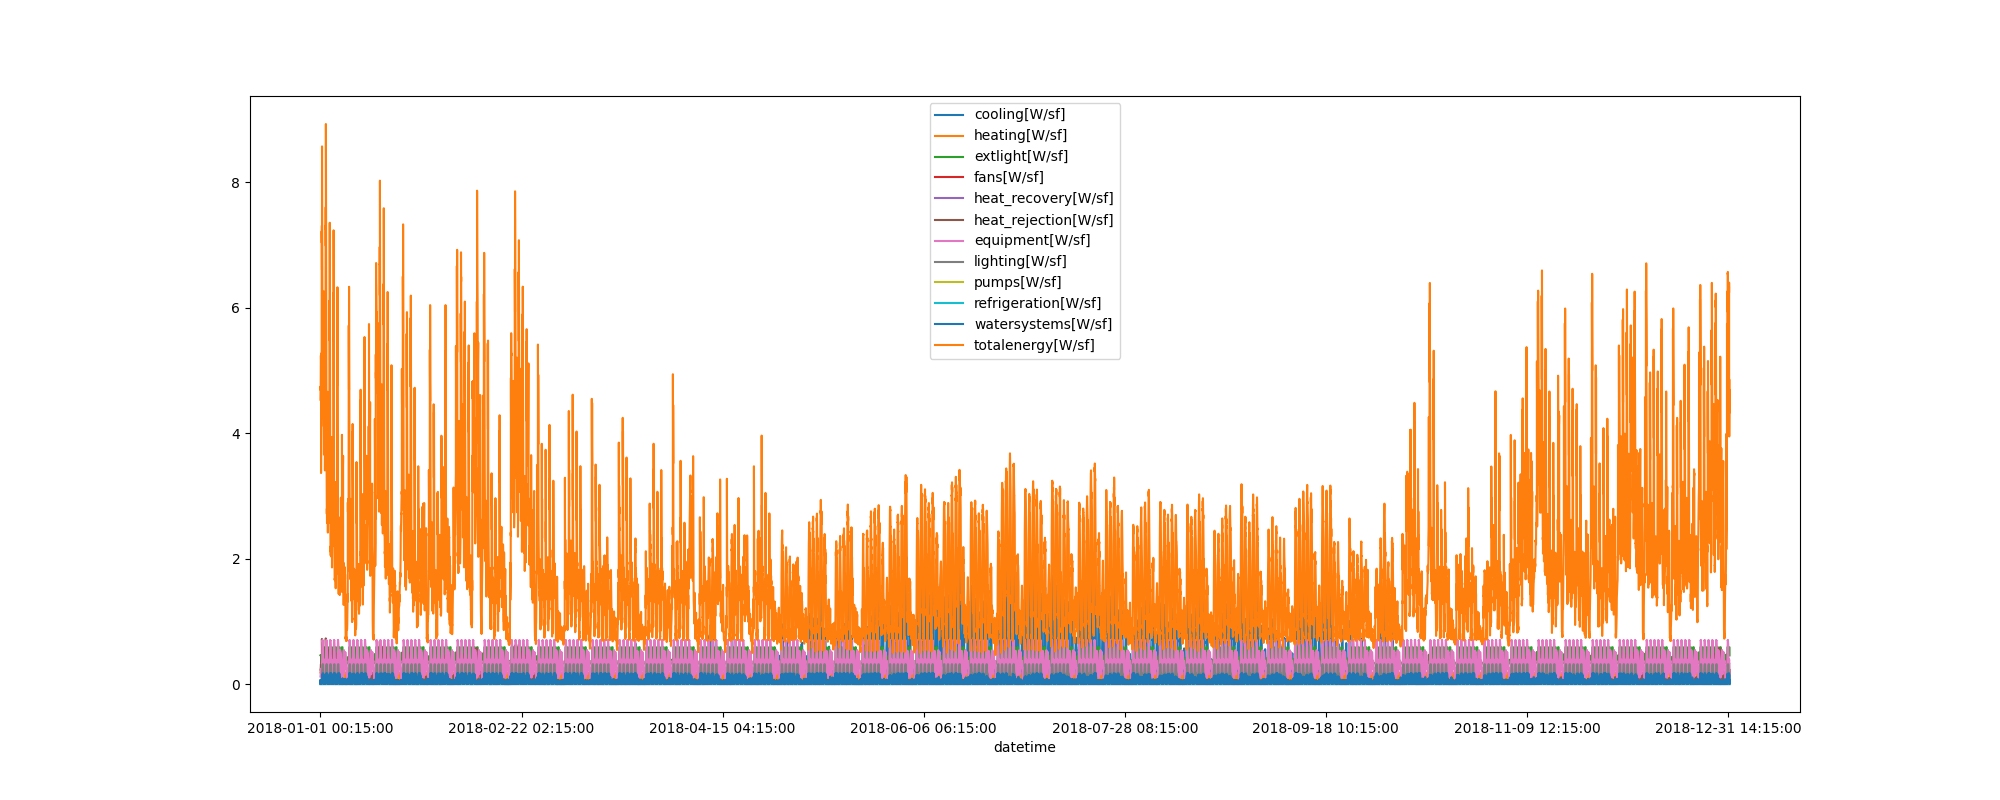 cooling[W/sf]
heating[W/sf]
extlight[W/sf]
fans[W/sf]
heat_recovery[W/sf]
heat_rejection[W/sf]
equipment[W/sf]
lighting[W/sf]
pumps[W/sf]
refrigeration[W/sf]
watersystems[W/sf]
totalenergy[W/sf]
8
6
4
2
0
2018-01-01 00:15:00 2018-02-22 02:15:00 2018-04-15 04:15:00 2018-06-06 06:15:00 2018-07-28 08:15:00 2018-09-18 10:15:00 2018-11-09 12:15:00 2018-12-31 14:15:00
datetime